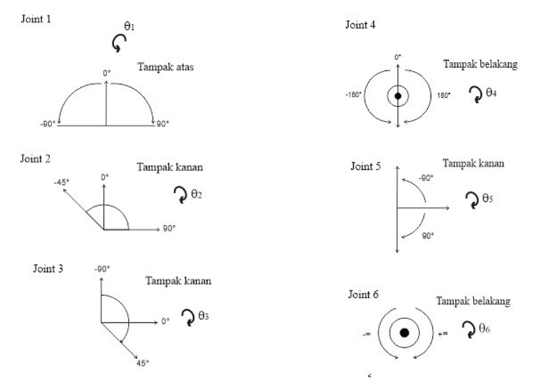 Joint 1
θ1
Tampak atas
0°
-90°
90°
Joint 2
Tampak kanan
-45°
0°
θ2
90°
Joint 3
-90°
Tampak kanan
0°
θ3
45°
Joint 4
0°
Tampak belakang
-180°
180°
θ4
Joint 5
Tampak kanan
-90°
θ5
90°
Joint 6
Tampak belakang
-∞
+∞
θ6